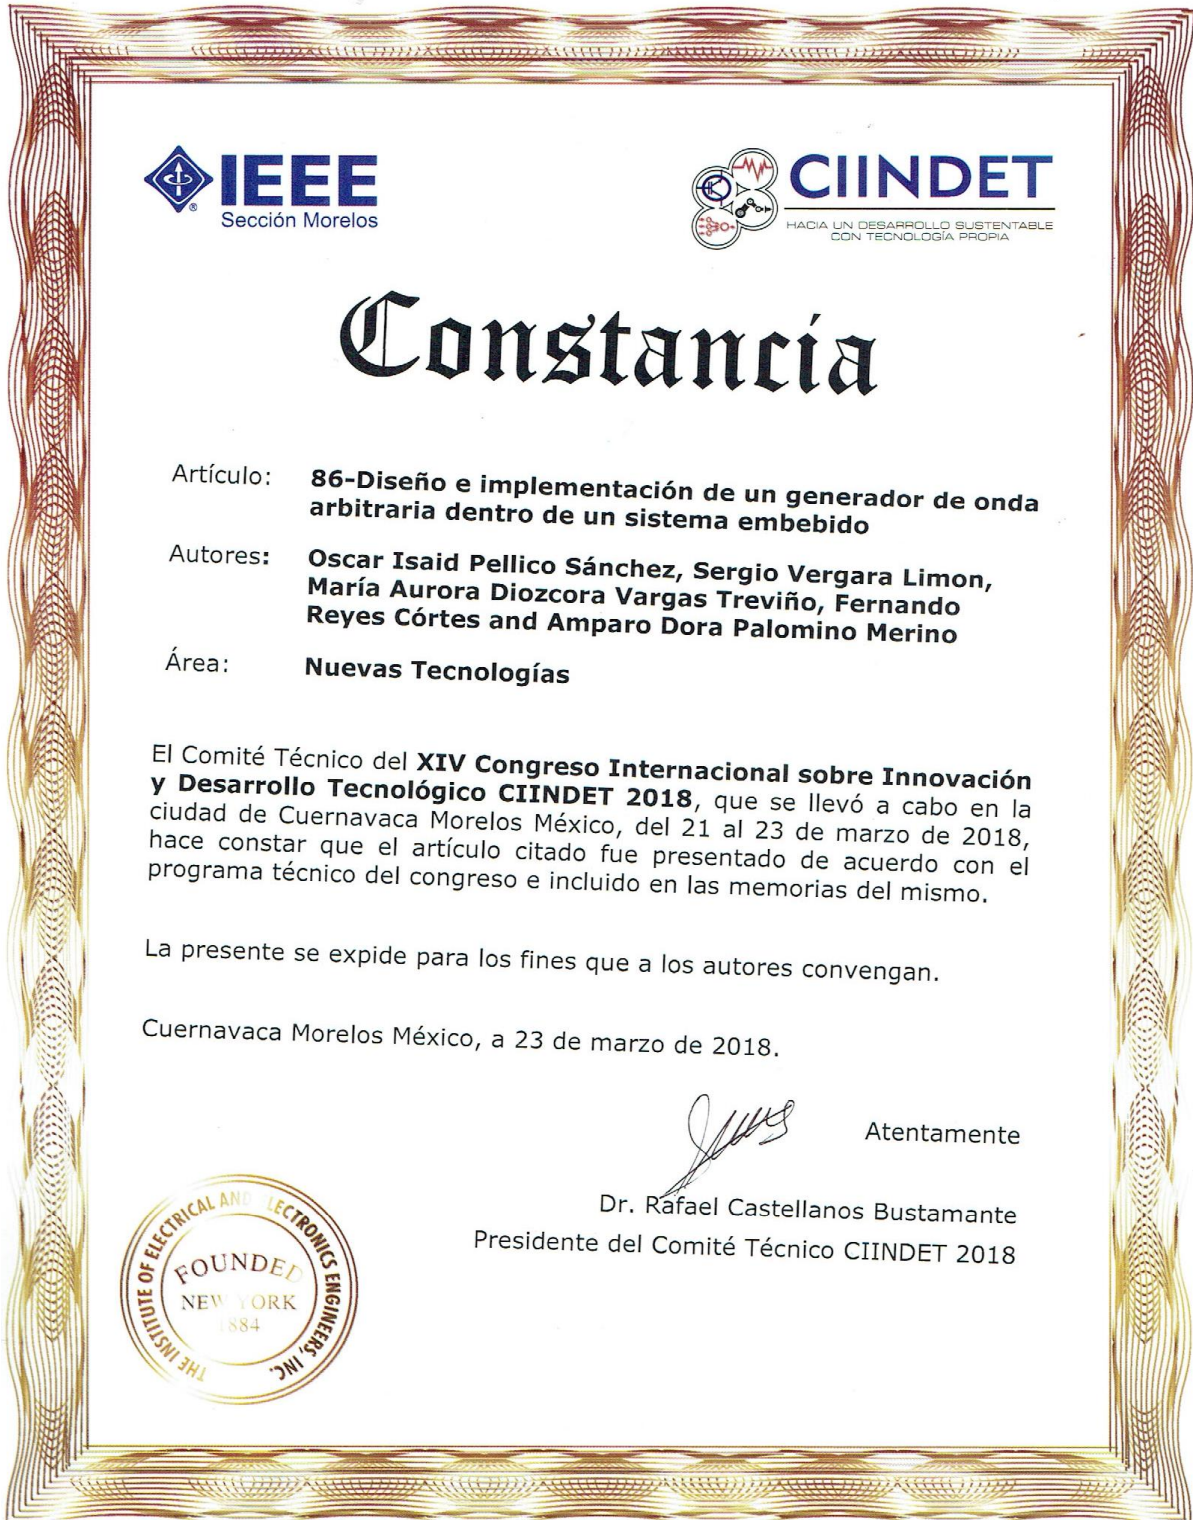 IEEE
Sección Morelos
CIINDET
HACIA UN DESARROLLO SUSTENTABLE
CON TECNOLOGÍA PROPIA
Constancia
Artículo: 86-Diseño e implementación de un generador de onda
arbitraria dentro de un sistema embebido
Autores: Oscar Isaid Pellico Sánchez, Sergio Vergara Limon,
María Aurora Diozcora Vargas Treviño, Fernando
Reyes Córtes and Amparo Dora Palomino Merino
Área: Nuevas Tecnologías
El Comité Técnico del XIV Congreso Internacional sobre Innovación
y Desarrollo Tecnológico CIINDET 2018, que se llevó a cabo en la
ciudad de Cuernavaca Morelos México, del 21 al 23 de marzo de 2018,
hace constar que el artículo citado fue presentado de acuerdo con el
programa técnico del congreso e incluido en las memorias del mismo.
La presente se expide para los fines que a los autores convengan.
Cuernavaca Morelos México, a 23 de marzo de 2018.
Atentamente
Dr. Rafael Castellanos Bustamante
Presidente del Comité Técnico CIINDET 2018
THE INSTITUTE OF ELECTRICAL AND ELECTRONICS ENGINEERS, INC.
FOUNDED
NEW YORK
1884